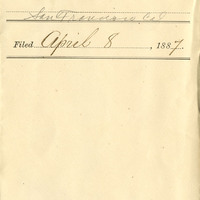 San Francisco, Cal
Filed April 8, 1887.